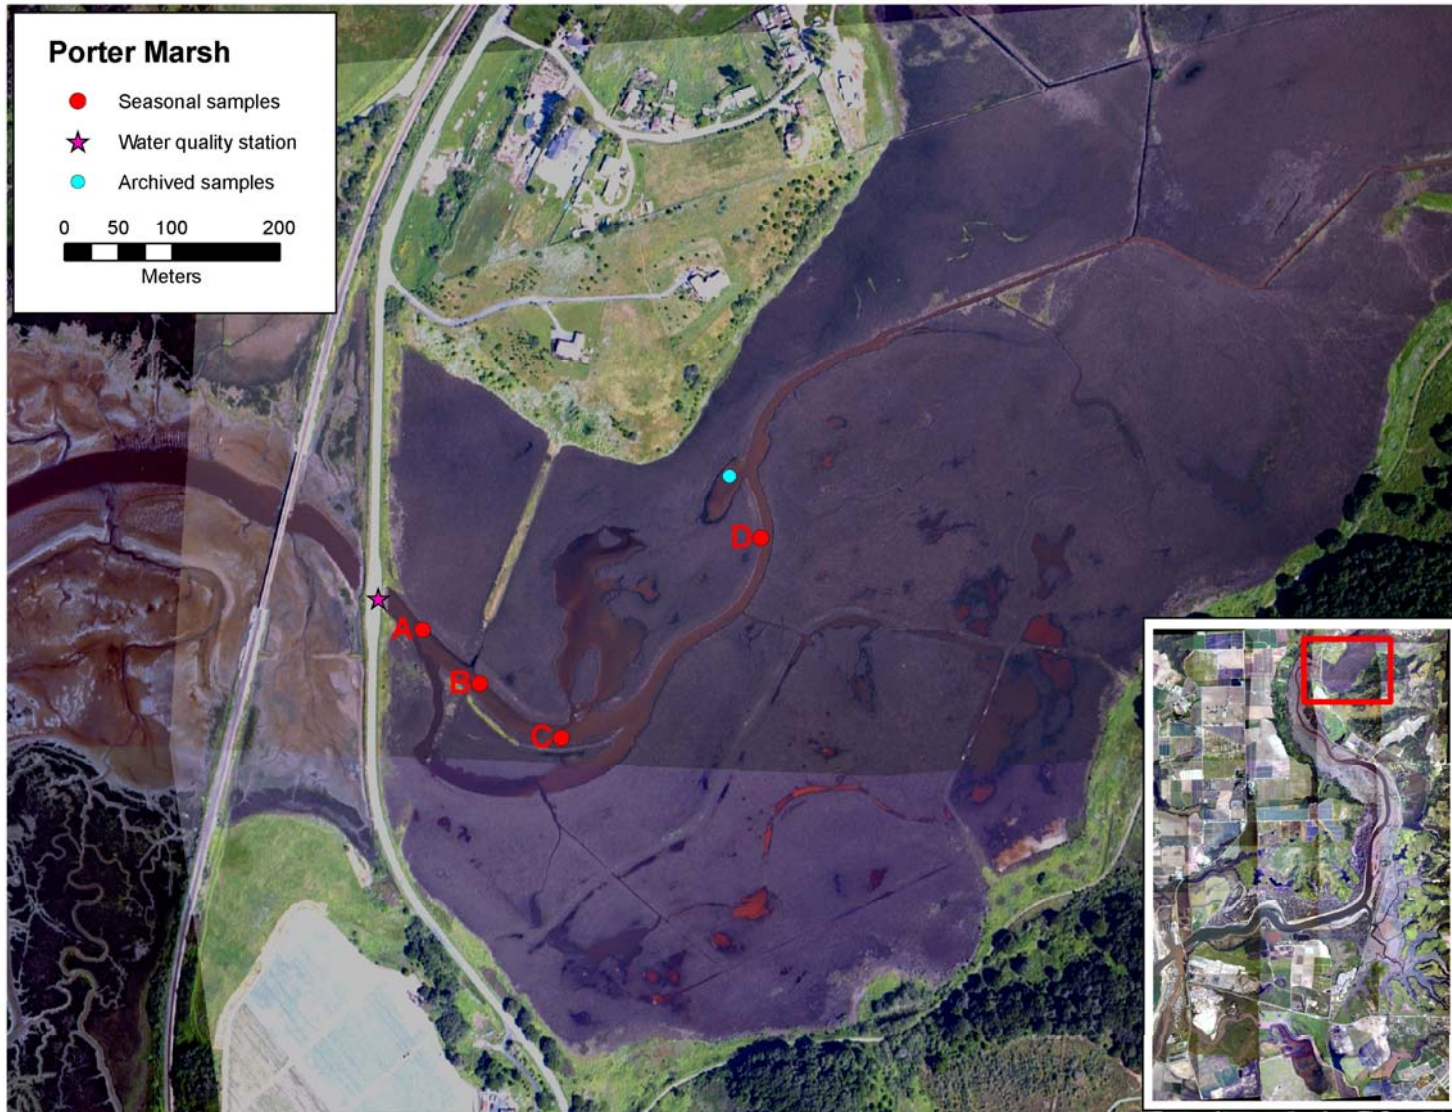 Porter Marsh
Seasonal samples
Water quality station
Archived samples
0 50 100 200
Meters
D
A
B
C